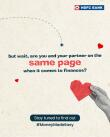 HDFC BANK
but wait, are you and your partner on the
same page
when it comes to finances?
Stay tuned to find out
#MoneyMadeEasy